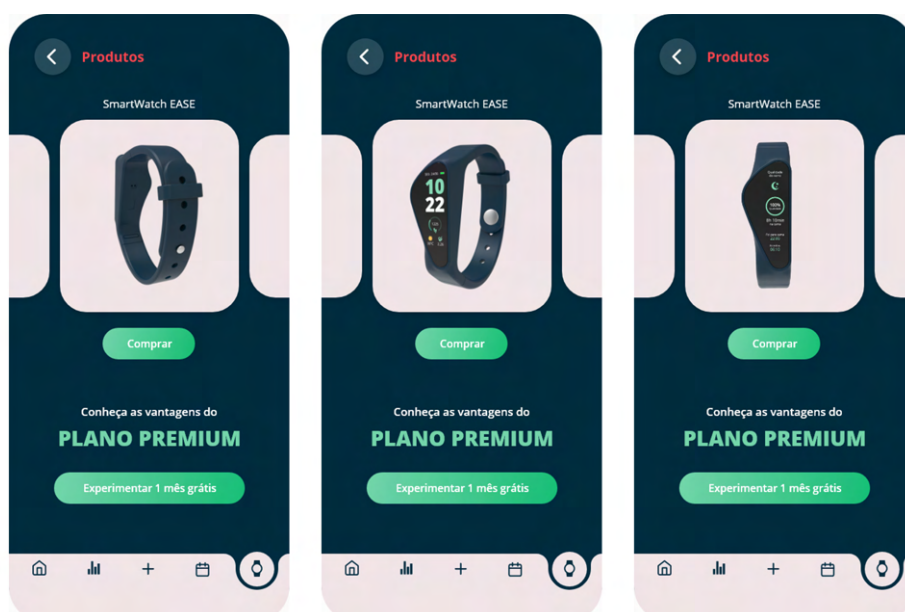 Produtos
SmartWatch EASE
Comprar
Conheça as vantagens do
PLANO PREMIUM
Experimentar 1 mês grátis
Produtos
SmartWatch EASE
10
22
Comprar
Conheça as vantagens do
PLANO PREMIUM
Experimentar 1 mês grátis
Produtos
SmartWatch EASE
100%
Comprar
Conheça as vantagens do
PLANO PREMIUM
Experimentar 1 mês grátis